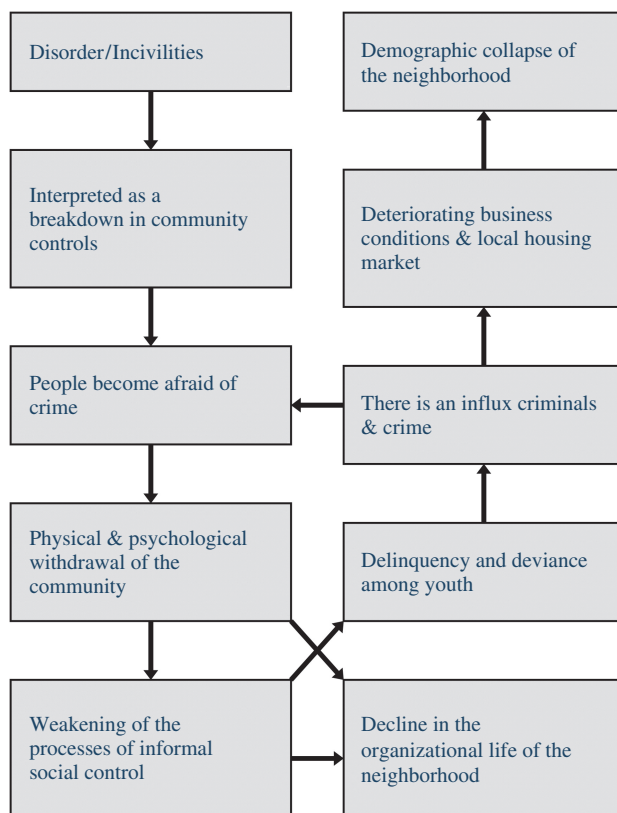 Disorder/Incivilities
Interpreted as a
breakdown in community
controls
People become afraid of
crime
Physical & psychological
withdrawal of the
community
Weakening of the
processes of informal
social control
Demographic collapse of
the neighborhood
Deteriorating business
conditions & local housing
market
There is an influx criminals
& crime
Delinquency and deviance
among youth
Decline in the
organizational life of the
neighborhood